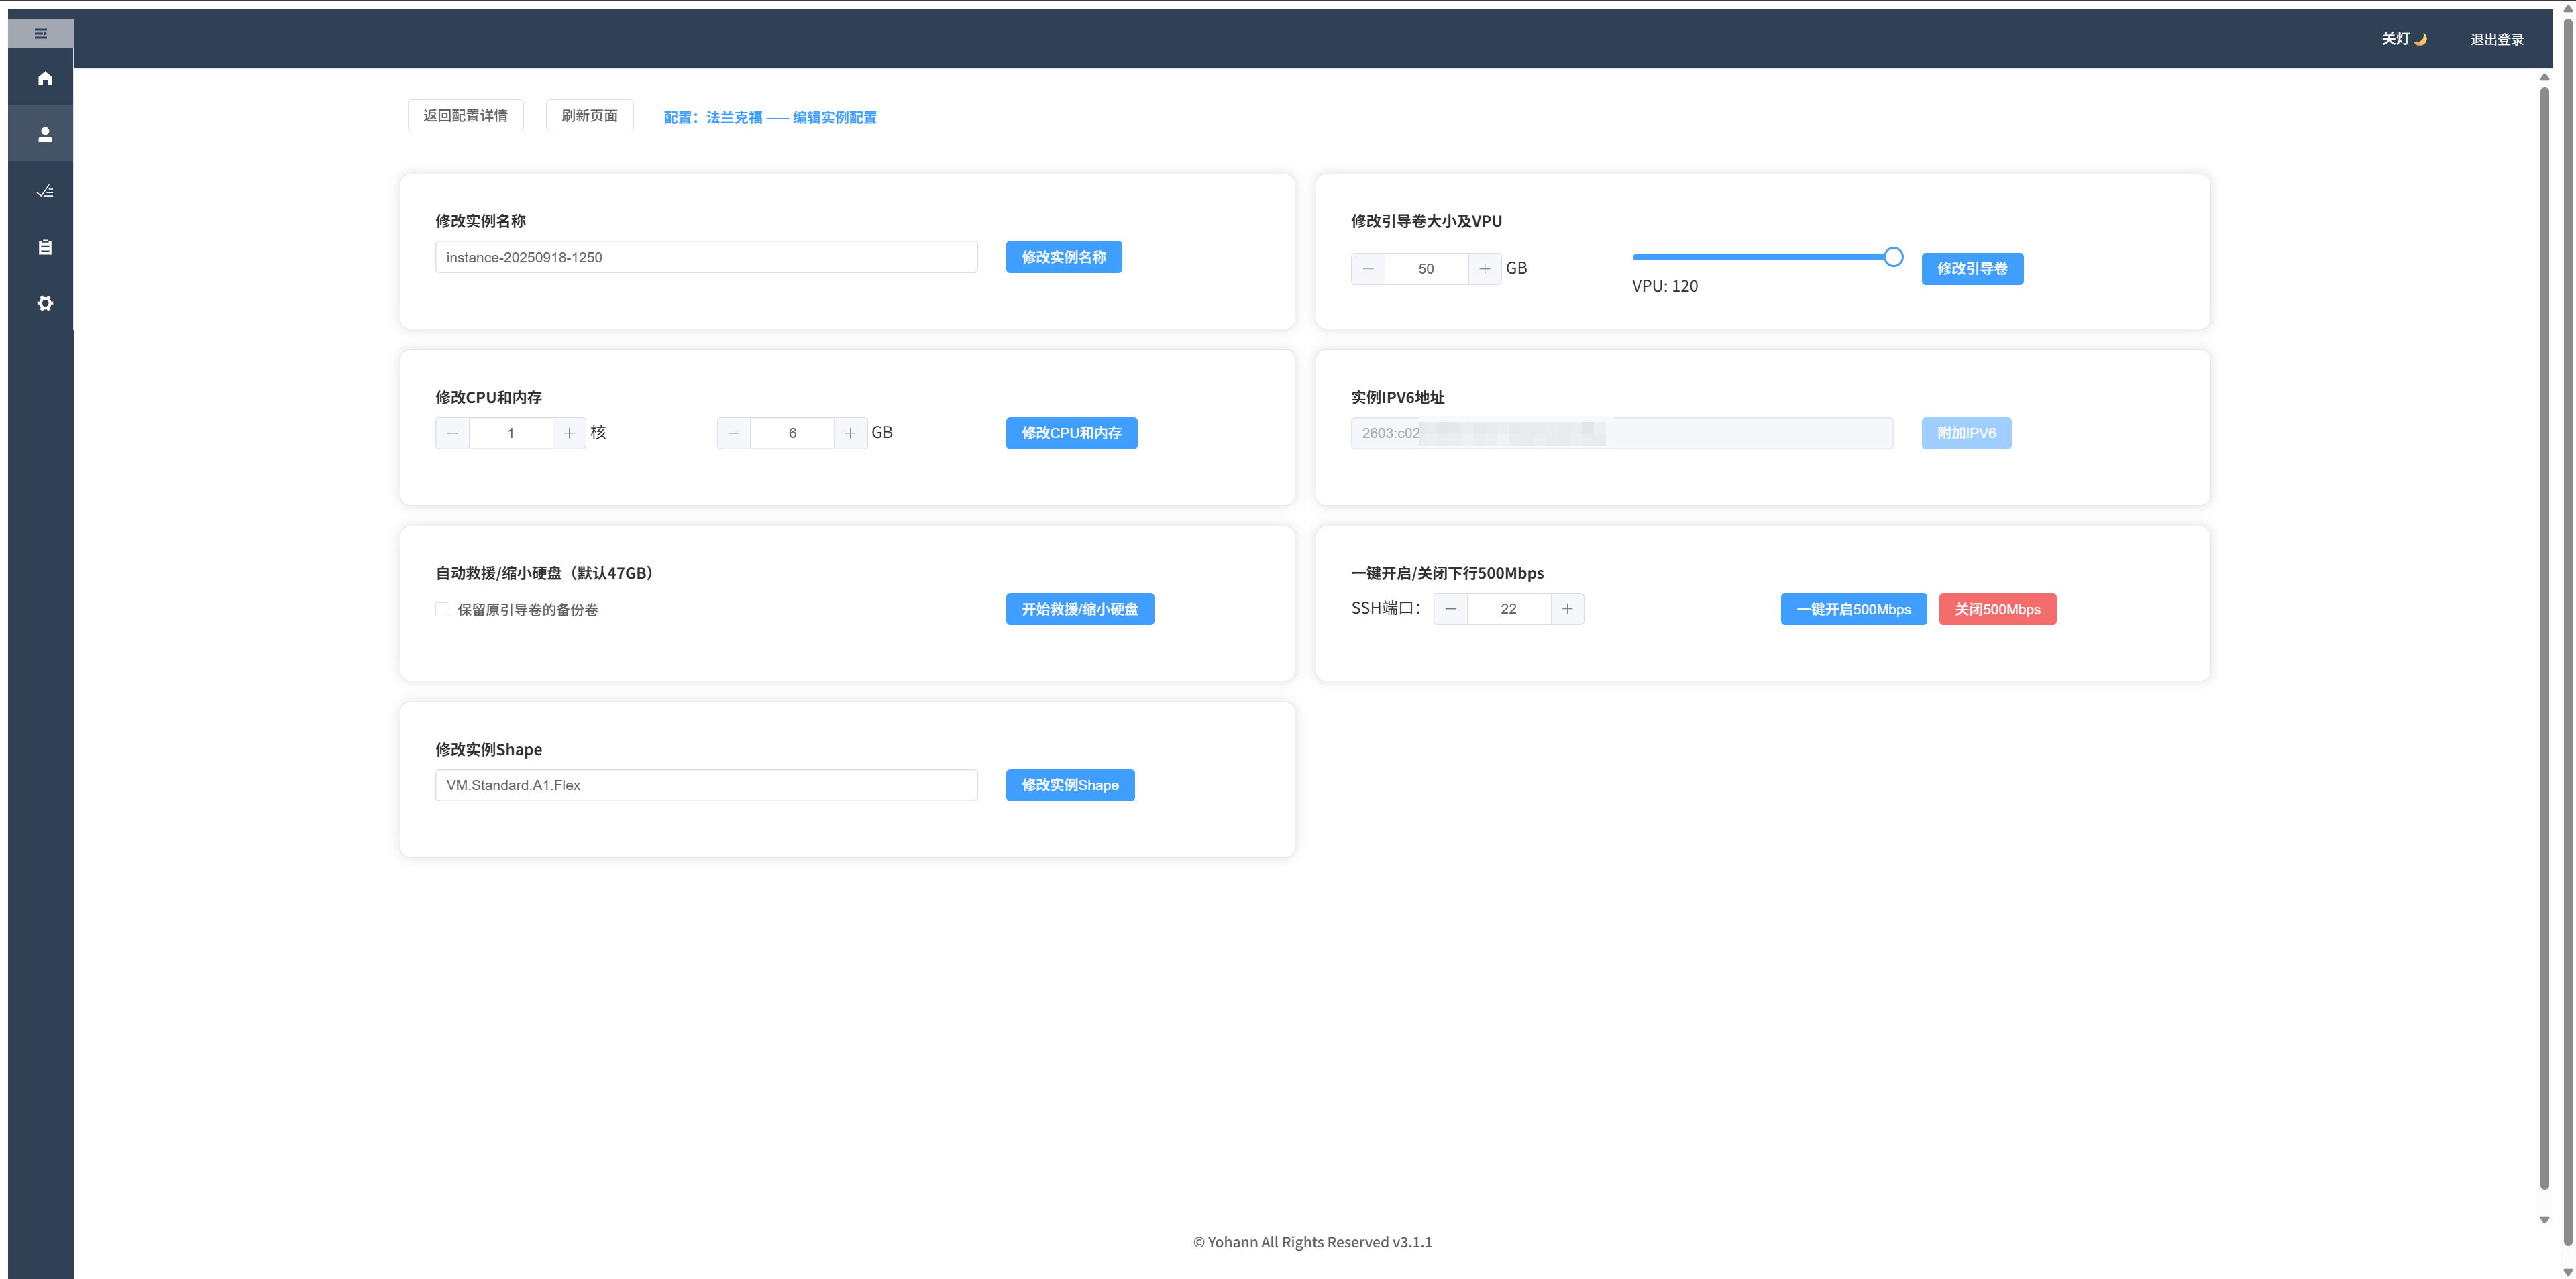 关灯🌙
退出登录
返回配置详情
刷新页面
配置：法兰克福 —— 编辑实例配置
修改实例名称
instance-20250918-1250
修改实例名称
修改引导卷大小及VPU
50
GB
VPU: 120
修改引导卷
修改CPU和内存
1
核
6
GB
修改CPU和内存
实例IPV6地址
2603:c02
附加IPV6
自动救援/缩小硬盘（默认47GB）
保留原引导卷的备份卷
开始救援/缩小硬盘
一键开启/关闭下行500Mbps
SSH端口：
22
一键开启500Mbps
关闭500Mbps
修改实例Shape
VM.Standard.A1.Flex
修改实例Shape
© Yohann All Rights Reserved v3.1.1